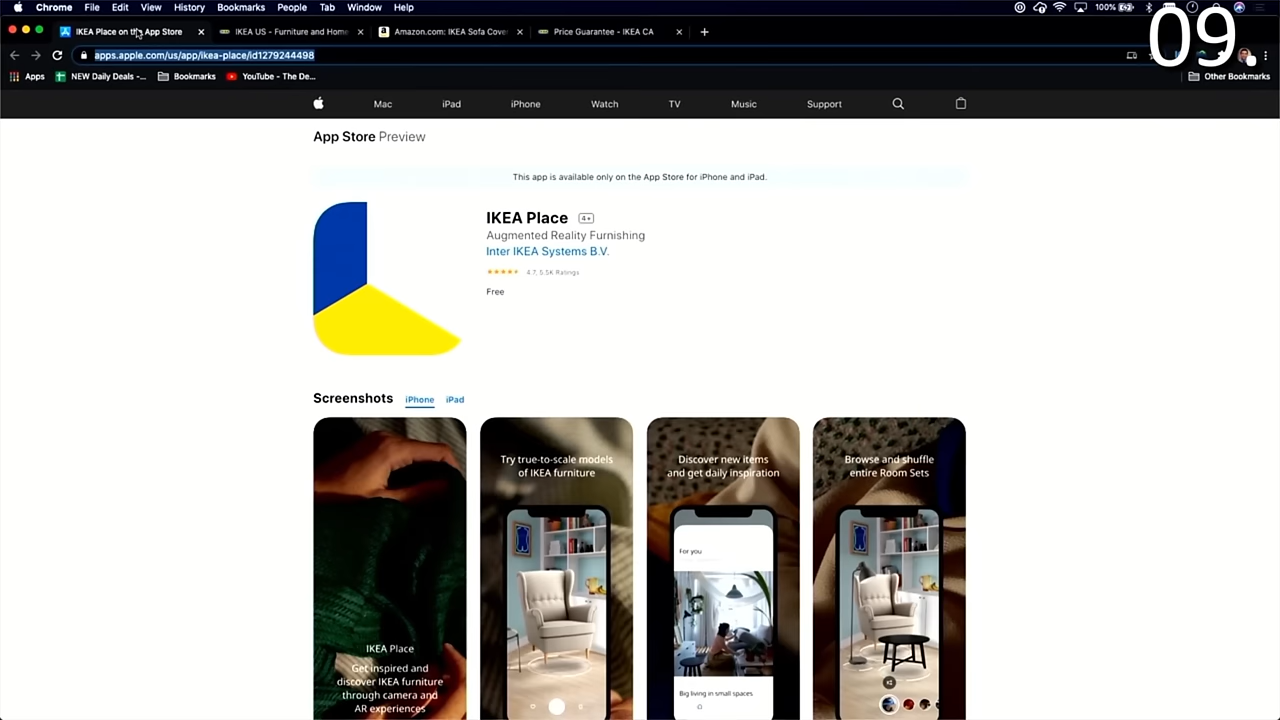 Chrome File Edit View History Bookmarks People Tab Window Help 100%
09.
IKEA Place on the App Store IKEA US - Furniture and Home Amazon.com: IKEA Sofa Cove Price Guarantee - IKEA CA
apps.apple.com/us/app/ikea-place/id1279244498
Apps NEW Daily Deals -... Bookmarks YouTube - The De... Other Bookmarks
Mac iPad iPhone Watch TV Music Support
App Store Preview
This app is available only on the App Store for iPhone and iPad.
IKEA Place 4+
Augmented Reality Furnishing
Inter IKEA Systems B.V.
4.7, 5.5K Ratings
Free
Screenshots iPhone iPad
IKEA Place
Get inspired and
discover IKEA furniture
through camera and
AR experiences
Try true-to-scale models
of IKEA furniture
Discover new items
and get daily inspiration
For you
Big living in small spaces
Browse and shuffle
entire Room Sets